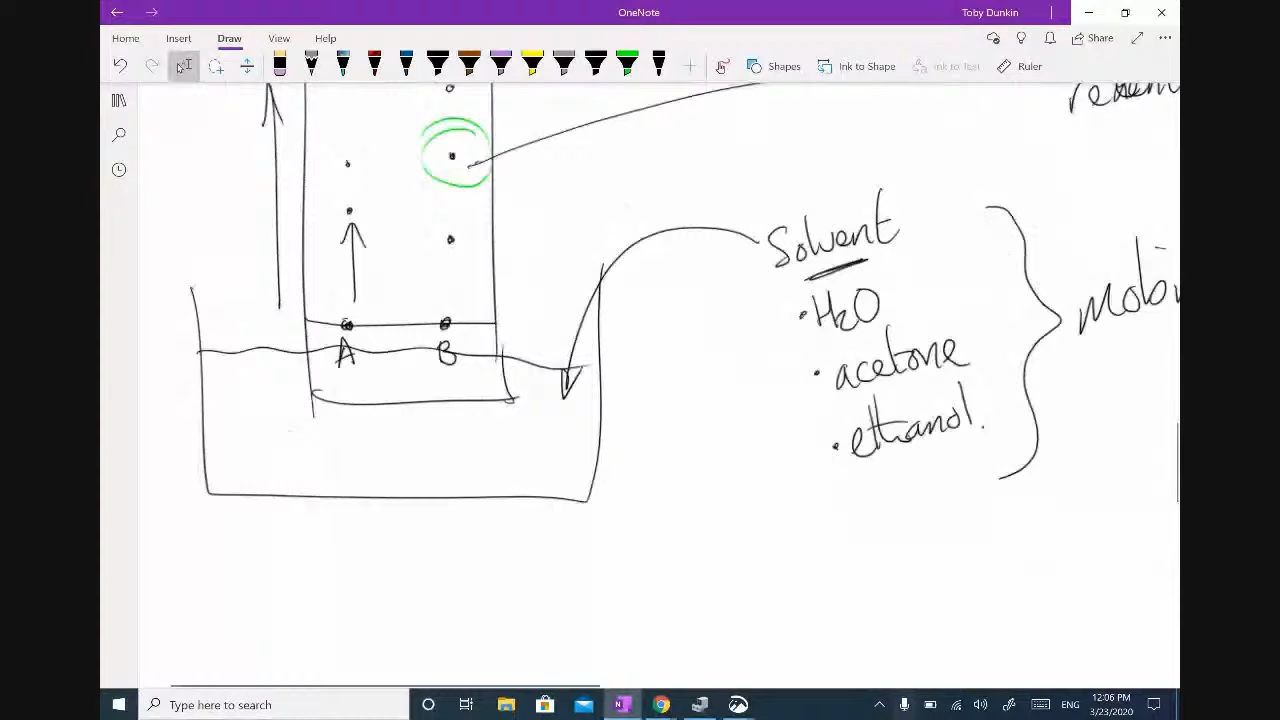 OneNote
Toby Dunkin
Home Insert Draw View Help
Share
Shapes Ink to Shape Ink to Text Ruler
Solvent
• H2O
• acetone
• ethanol.
mobi
A B
Type here to search
ENG
12:06 PM
3/23/2020